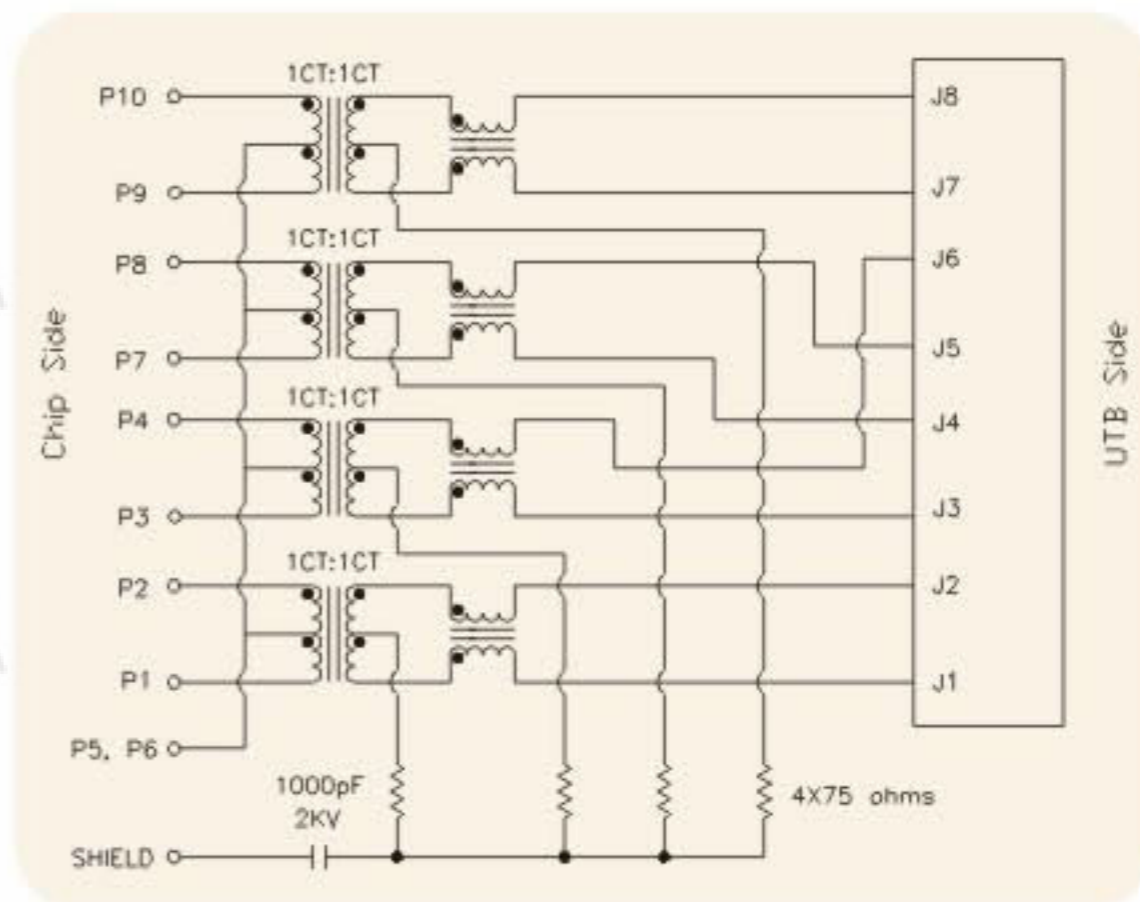 1CT:1CT
P10
J8
P9
J7
1CT:1CT
P8
J6
J5
P7
1CT:1CT
P4
J4
Chip Side
UTB Side
P3
J3
1CT:1CT
P2
J2
P1
J1
P5, P6
1000pF
2KV
4X75 ohms
SHIELD